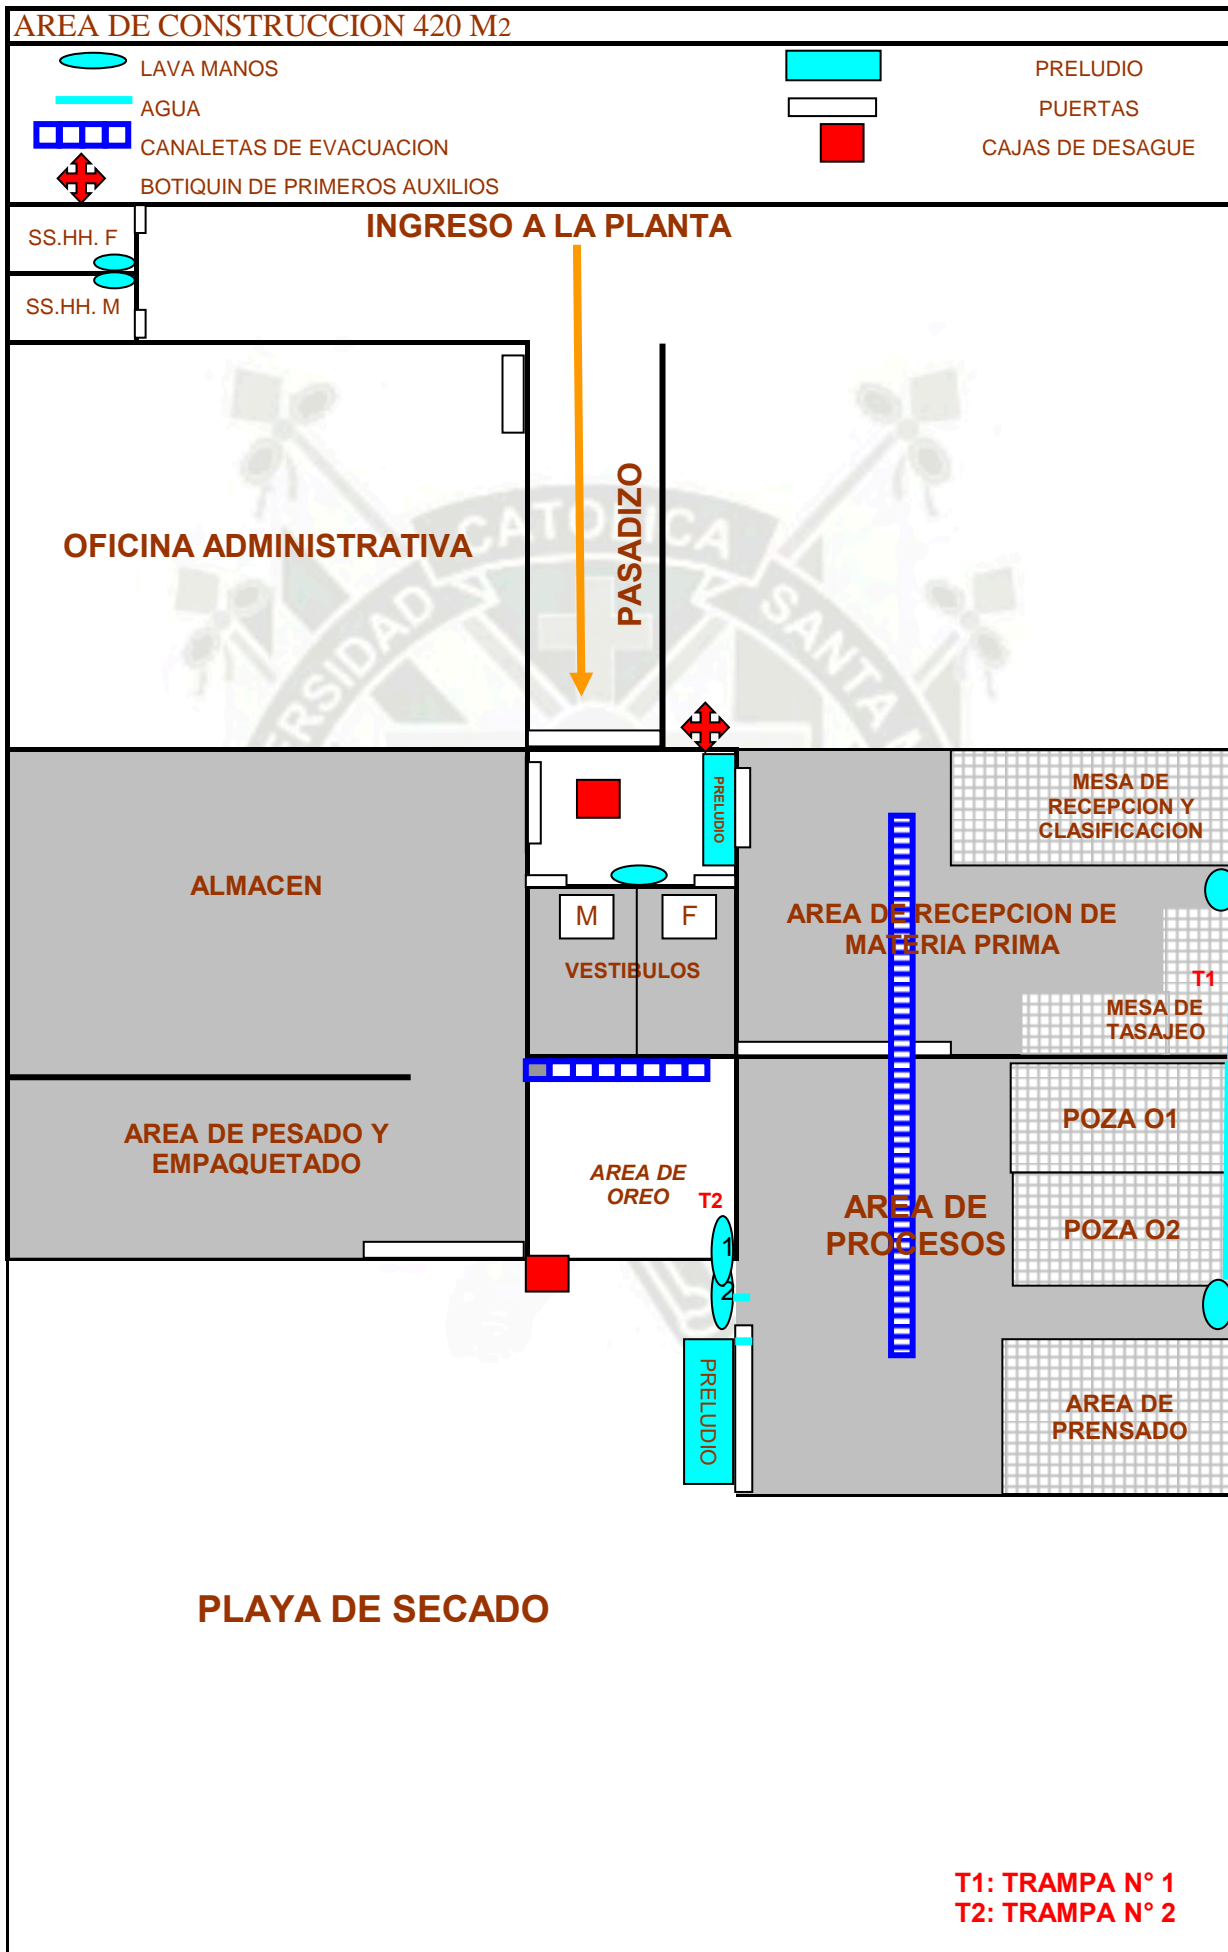 AREA DE CONSTRUCCION 420 M2
LAVA MANOS
PRELUDIO
AGUA
PUERTAS
CANALETAS DE EVACUACION
CAJAS DE DESAGUE
BOTIQUIN DE PRIMEROS AUXILIOS
INGRESO A LA PLANTA
SS.HH. F
SS.HH. M
OFICINA ADMINISTRATIVA
PASADIZO
UNIVERSIDAD CATOLICA SANTA M
PRELUDIO
MESA DE
RECEPCION Y
CLASIFICACION
ALMACEN
M
F
VESTIBULOS
AREA DE RECEPCION DE
MATERIA PRIMA
T1
MESA DE
TASAJEO
AREA DE PESADO Y
EMPAQUETADO
AREA DE
OREO
T2
1
2
AREA DE
PROCESOS
POZA O1
POZA O2
PRELUDIO
AREA DE
PRENSADO
PLAYA DE SECADO
T1: TRAMPA N° 1
T2: TRAMPA N° 2